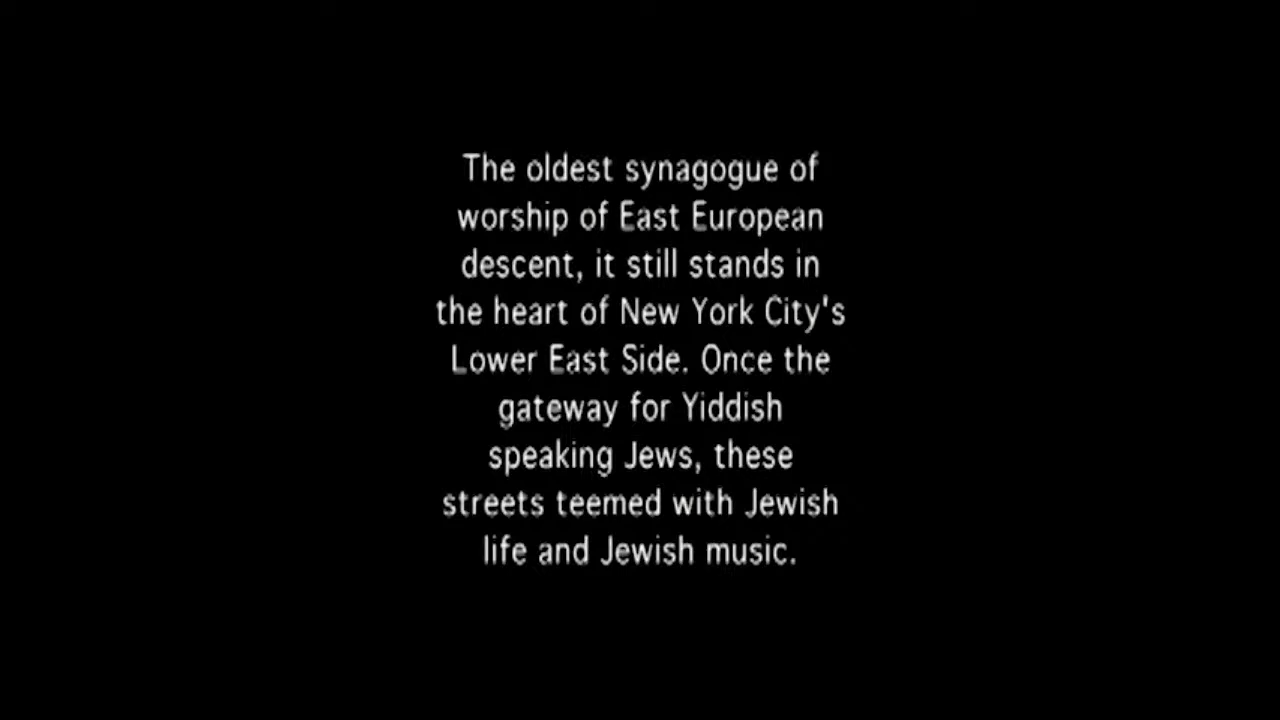 The oldest synagogue of
worship of East European
descent, it still stands in
the heart of New York City's
Lower East Side. Once the
gateway for Yiddish
speaking Jews, these
streets teemed with Jewish
life and Jewish music.